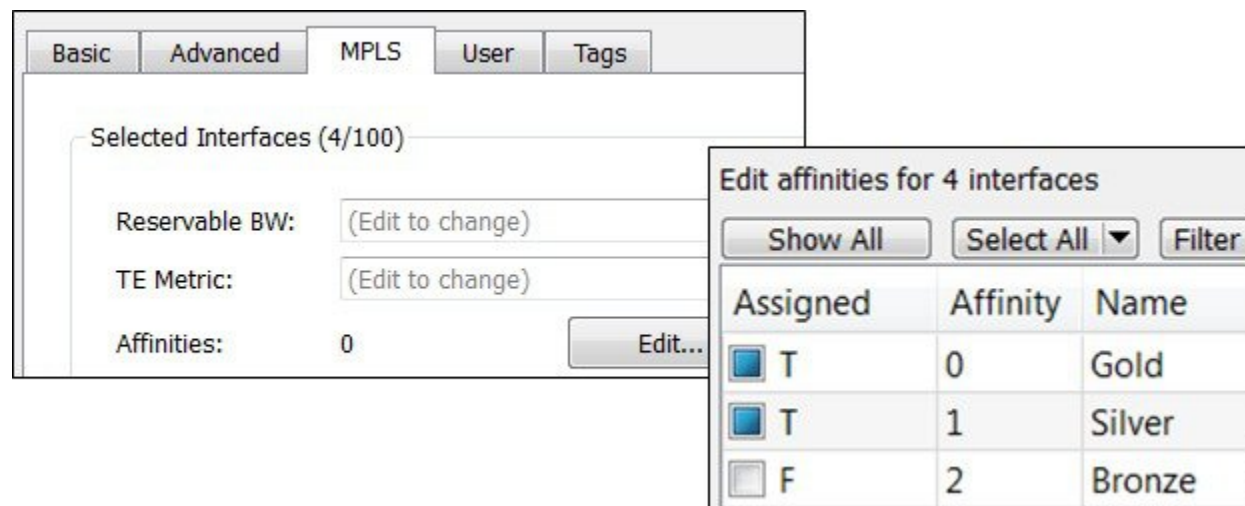 Basic Advanced MPLS User Tags
Selected Interfaces (4/100)
Reservable BW: (Edit to change)
TE Metric: (Edit to change)
Affinities: 0 Edit...
Edit affinities for 4 interfaces
Show All Select All Filter
Assigned Affinity Name
T 0 Gold
T 1 Silver
F 2 Bronze